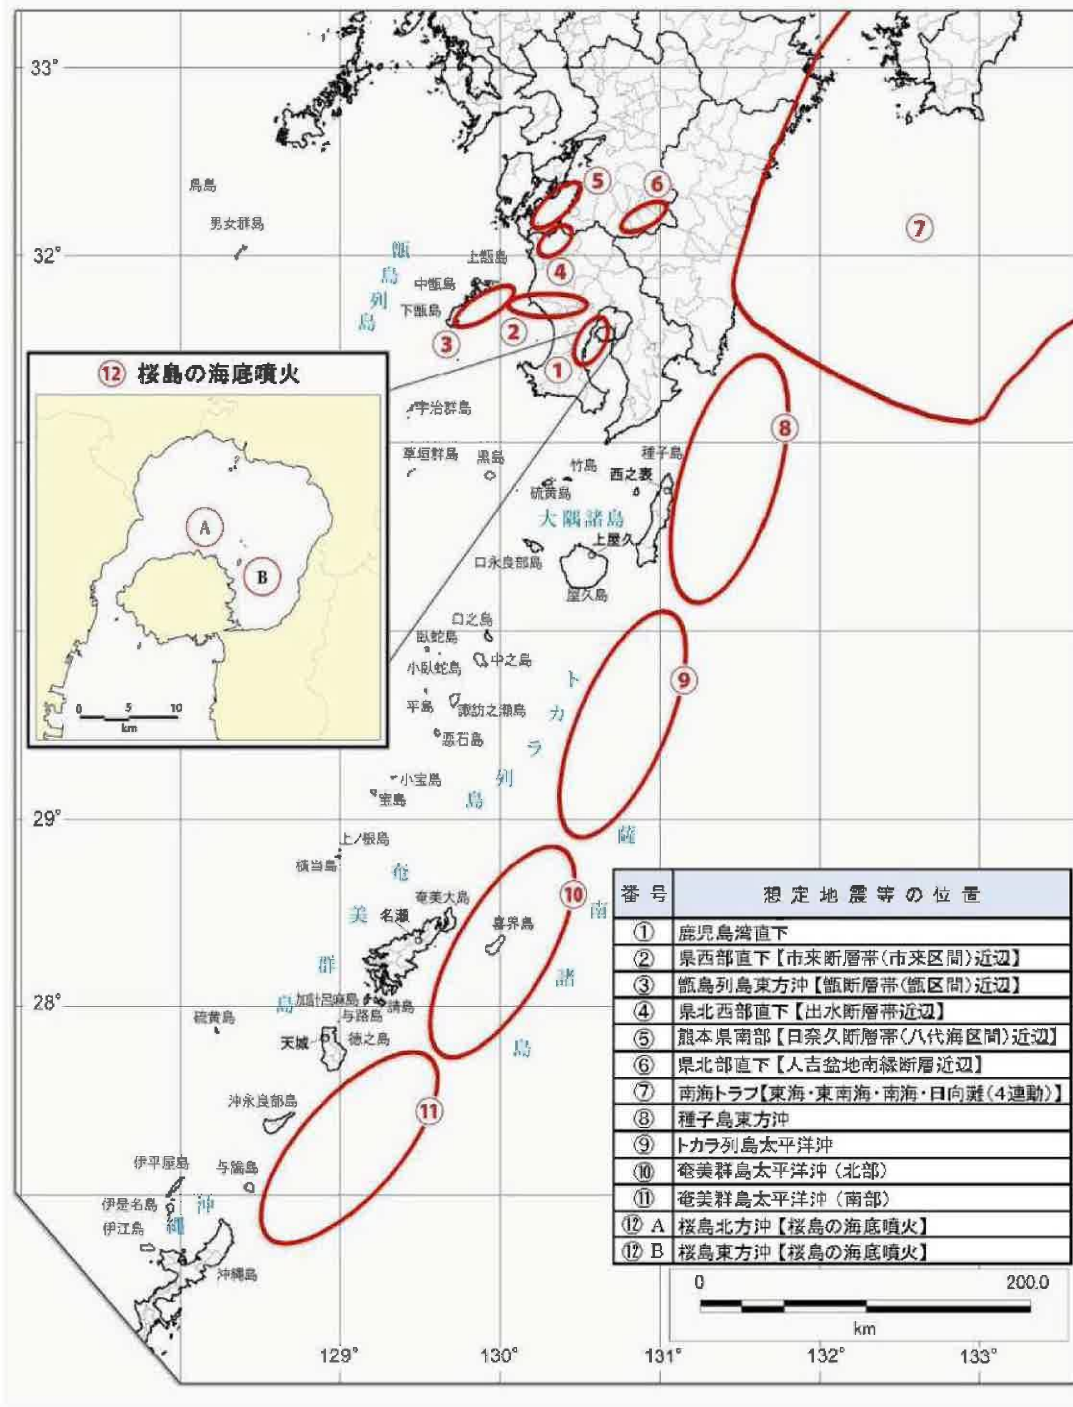 33°
32°
29°
28°
129°
130°
131°
132°
133°
鳥島
男女群島
甑島列島
上甑島
中甑島
下甑島
⑤
⑥
⑦
④
③
②
①
⑫ 桜島の海底噴火
A
B
0 5 10
km
宇治群島
草垣群島
黒島
竹島
硫黄島
種子島
西之表
大隅諸島
上屋久
口永良部島
屋久島
⑧
口之島
臥蛇島
中之島
小臥蛇島
平島
諏訪之瀬島
悪石島
小宝島
宝島
トカラ列島
⑨
薩南諸島
上ノ根島
横当島
奄美群島
奄美大島
名瀬
喜界島
⑩
加計呂麻島
請島
与路島
硫黄島
天城
徳之島
⑪
沖永良部島
伊平屋島
与論島
伊是名島
伊江島
沖縄
沖縄島
番号 想定地震等の位置
① 鹿児島湾直下
② 県西部直下【市来断層帯(市来区間)近辺】
③ 甑島列島東方沖【甑断層帯(甑区間)近辺】
④ 県北西部直下【出水断層帯近辺】
⑤ 熊本県南部【日奈久断層帯(八代海区間)近辺】
⑥ 県北部直下【人吉盆地南縁断層近辺】
⑦ 南海トラフ【東海・東南海・南海・日向灘(4連動)】
⑧ 種子島東方沖
⑨ トカラ列島太平洋沖
⑩ 奄美群島太平洋沖(北部)
⑪ 奄美群島太平洋沖(南部)
⑫ A 桜島北方沖【桜島の海底噴火】
⑫ B 桜島東方沖【桜島の海底噴火】
0 200.0
km